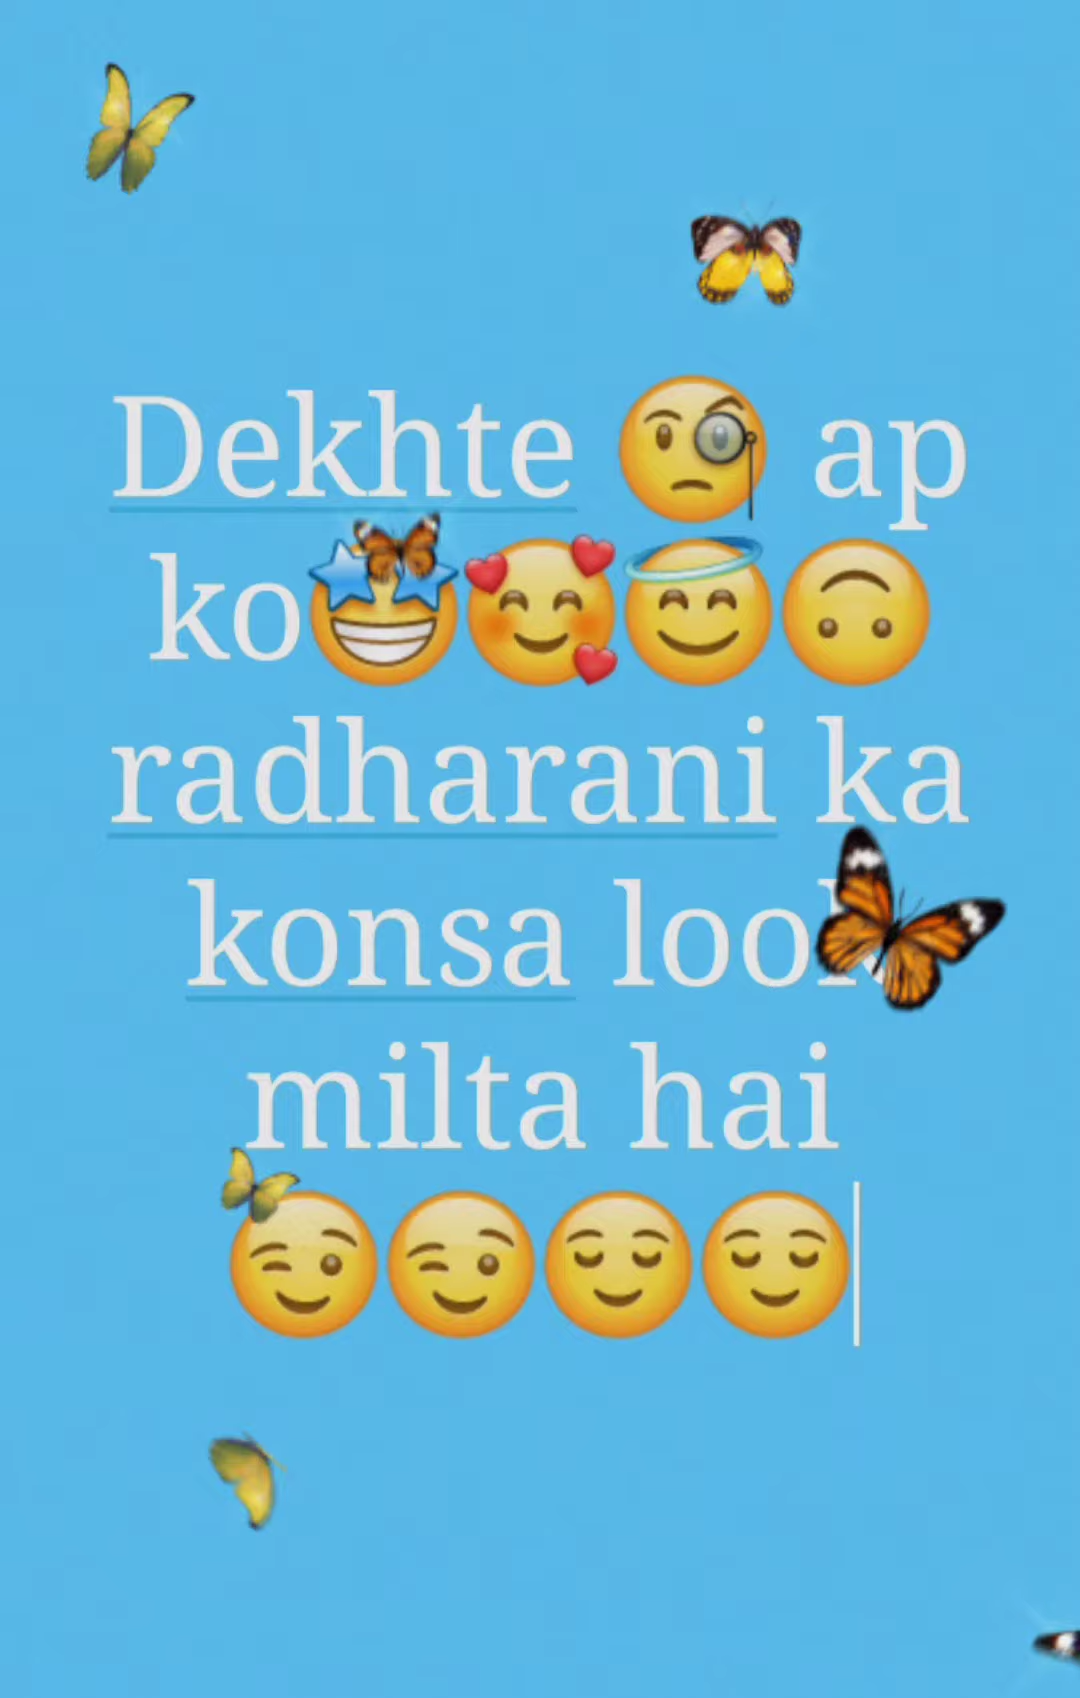 Dekhte 🧐 ap
ko🤩🥰😇🙃
radharani ka
konsa look
milta hai
😉😉😌😌